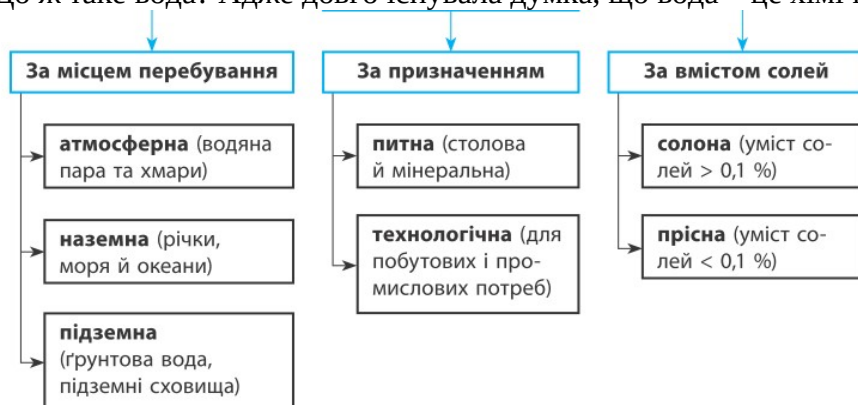 ж таке вода? Адже довго існувала думка, що вода – це хімі
За місцем перебування
атмосферна (водяна
пара та хмари)
наземна (річки,
моря й океани)
підземна
(ґрунтова вода,
підземні сховища)
За призначенням
питна (столова
й мінеральна)
технологічна (для
побутових і про-
мислових потреб)
За вмістом солей
солона (уміст со-
лей > 0,1 %)
прісна (уміст со-
лей < 0,1 %)